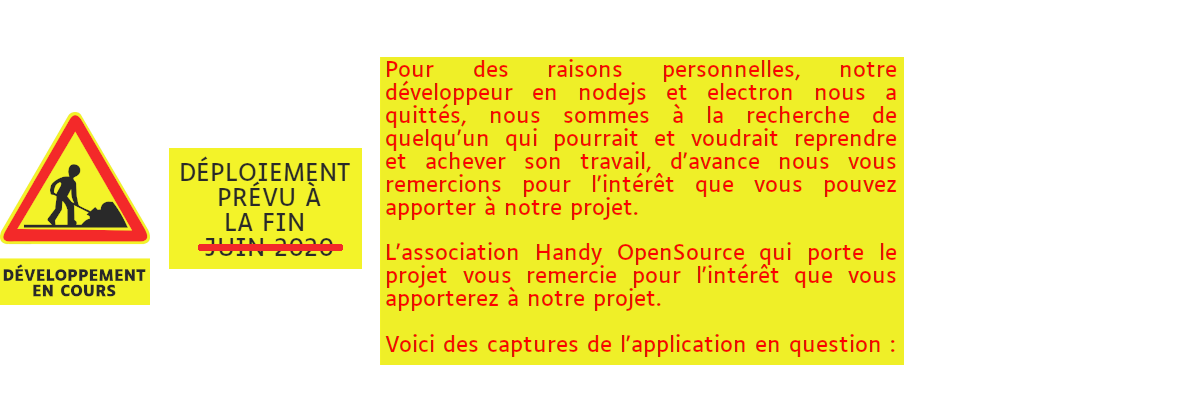 DÉVELOPPEMENT
EN COURS
DÉPLOIEMENT
PRÉVU À
LA FIN
JUIN 2020
Pour des raisons personnelles, notre
développeur en nodejs et electron nous a
quittés, nous sommes à la recherche de
quelqu'un qui pourrait et voudrait reprendre
et achever son travail, d'avance nous vous
remercions pour l'intérêt que vous pouvez
apporter à notre projet.
L'association Handy OpenSource qui porte le
projet vous remercie pour l'intérêt que vous
apporterez à notre projet.
Voici des captures de l'application en question :